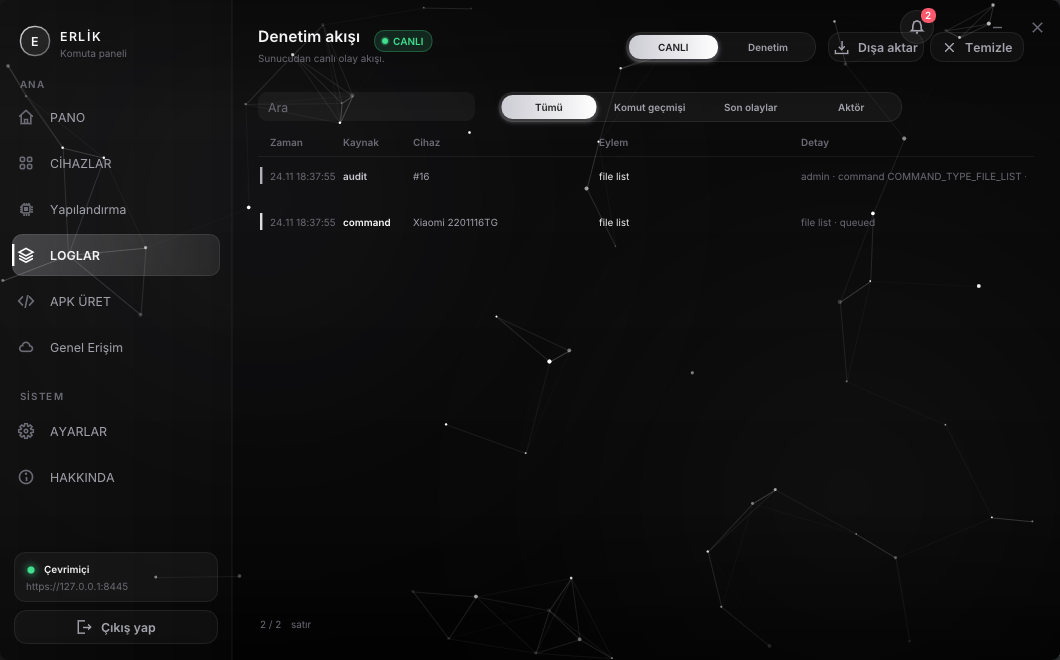 E
ERLİK
Komuta paneli
ANA
PANO
CİHAZLAR
Yapılandırma
LOGLAR
APK ÜRET
Genel Erişim
SİSTEM
AYARLAR
HAKKINDA
Çevrimiçi
https://127.0.0.1:8445
Çıkış yap
Denetim akışı
CANLI
Sunucudan canlı olay akışı.
CANLI
Denetim
2
Dışa aktar
Temizle
Ara
Tümü
Komut geçmişi
Son olaylar
Aktör
Zaman Kaynak Cihaz Eylem Detay
24.11 18:37:55 audit #16 file list admin · command COMMAND_TYPE_FILE_LIST ·
24.11 18:37:55 command Xiaomi 2201116TG file list file list · queued
2 / 2 satır